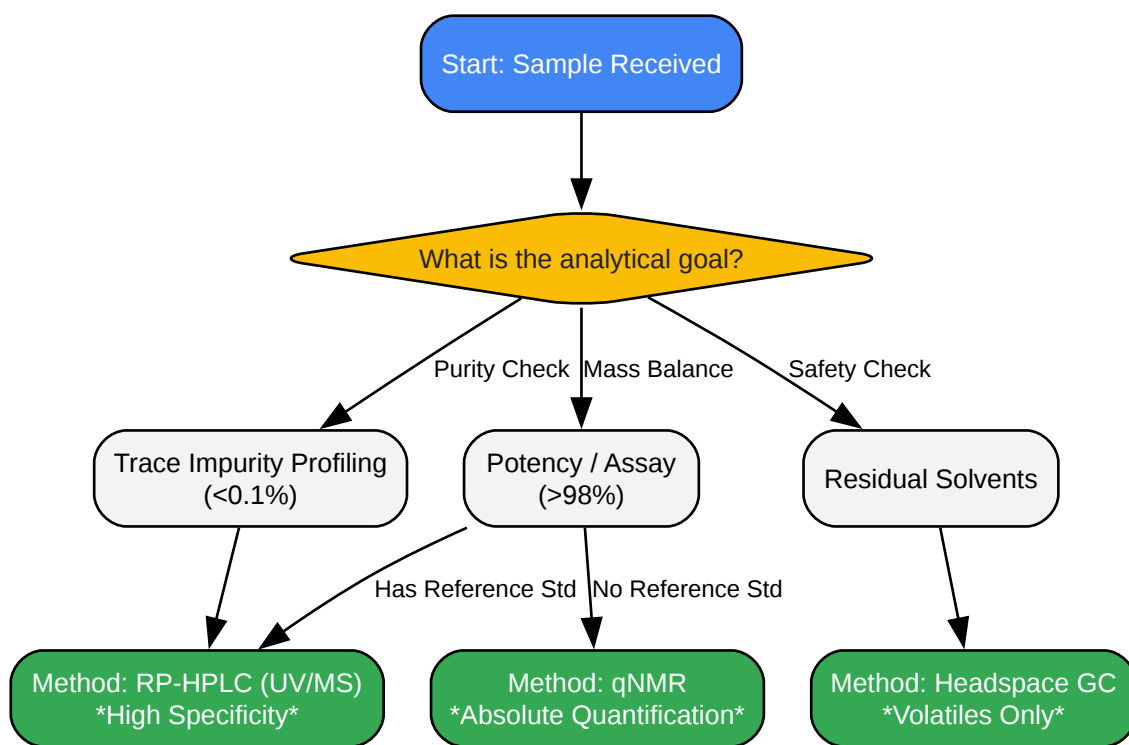 Start: Sample Received
What is the analytical goal?
Purity Check
Mass Balance
Safety Check
Trace Impurity Profiling
(<0.1%)
Potency / Assay
(>98%)
Residual Solvents
Has Reference Std
No Reference Std
Method: RP-HPLC (UV/MS)
*High Specificity*
Method: qNMR
*Absolute Quantification*
Method: Headspace GC
*Volatiles Only*